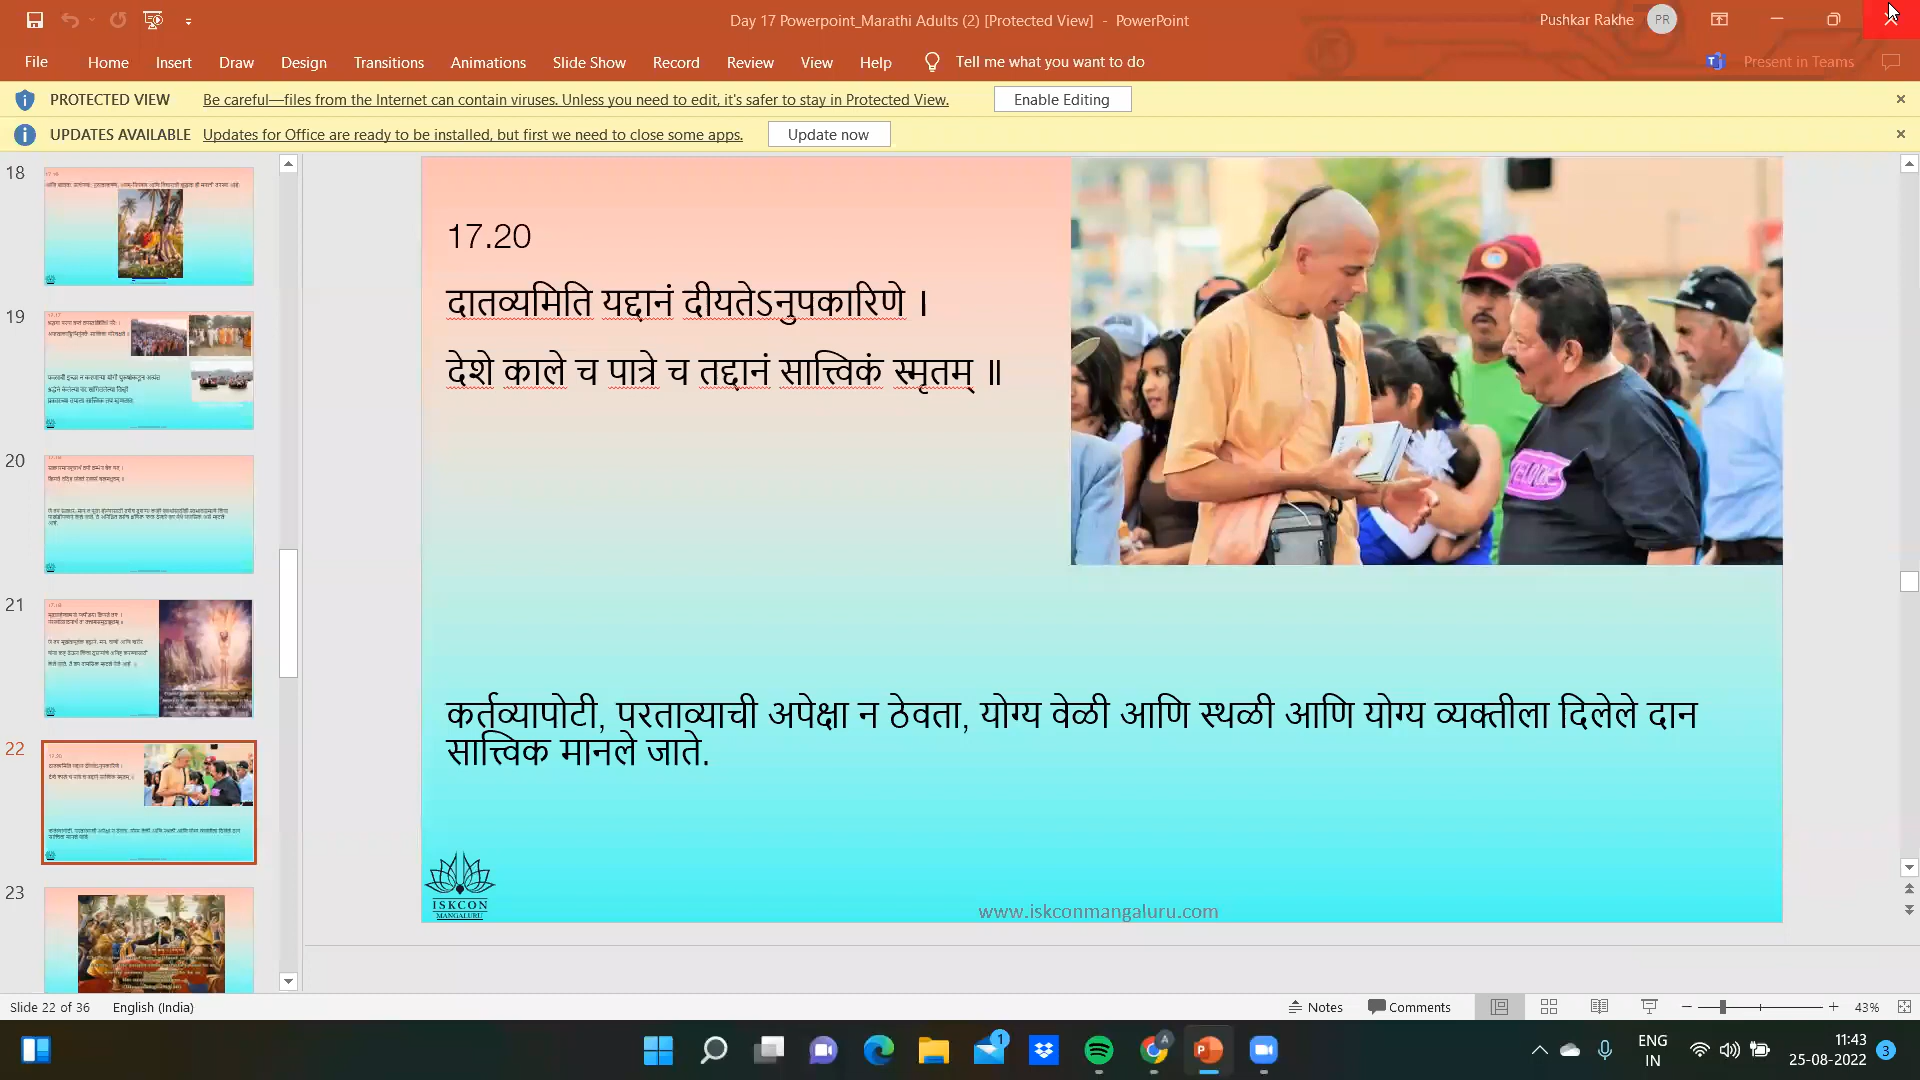 Day 17 Powerpoint_Marathi Adults (2) [Protected View] - PowerPoint
Pushkar Rakhe
PR
File
Home
Insert
Draw
Design
Transitions
Animations
Slide Show
Record
Review
View
Help
Tell me what you want to do
Present in Teams
PROTECTED VIEW
Be careful—files from the Internet can contain viruses. Unless you need to edit, it's safer to stay in Protected View.
Enable Editing
UPDATES AVAILABLE
Updates for Office are ready to be installed, but first we need to close some apps.
Update now
18
19
20
21
22
23
17.20
दातव्यमिति यद्दानं दीयतेऽनुपकारिणे ।
देशे काले च पात्रे च तद्दानं सात्त्विकं स्मृतम् ॥
कर्तव्यापोटी, परताव्याची अपेक्षा न ठेवता, योग्य वेळी आणि स्थळी आणि योग्य व्यक्तीला दिलेले दान
सात्त्विक मानले जाते.
ISKCON
MANGALURU
www.iskconmangaluru.com
Slide 22 of 36
English (India)
Notes
Comments
43%
1
A
ENG
IN
11:43
25-08-2022
3